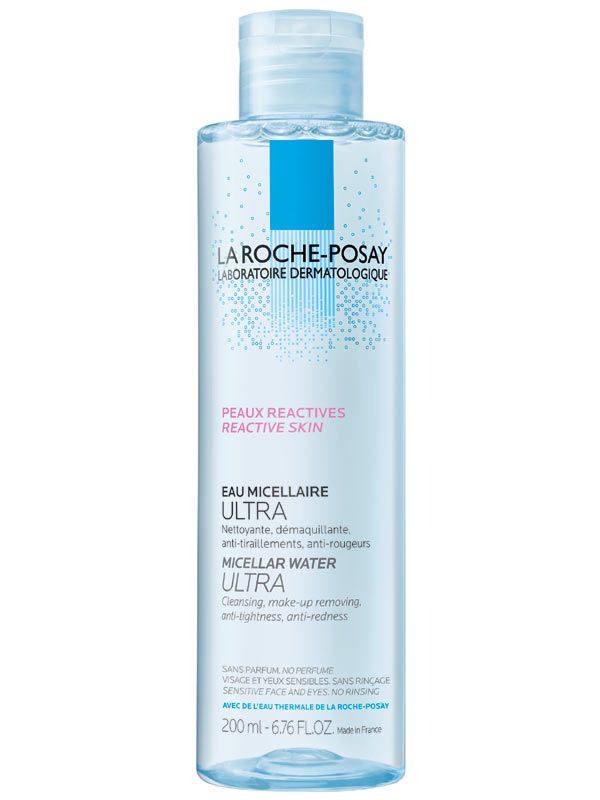 LA ROCHE-POSAY
LABORATOIRE DERMATOLOGIQUE
PEAUX REACTIVES
REACTIVE SKIN
EAU MICELLAIRE
ULTRA
Nettoyante, démaquillante,
anti-tiraillements, anti-rougeurs
MICELLAR WATER
ULTRA
Cleansing, make-up removing,
anti-tightness, anti-redness
SANS PARFUM. NO PERFUME
VISAGE ET YEUX SENSIBLES. SANS RINÇAGE
SENSITIVE FACE AND EYES. NO RINSING
AVEC DE L'EAU THERMALE DE LA ROCHE-POSAY
200 ml - 6.76 FL.OZ. Made in France